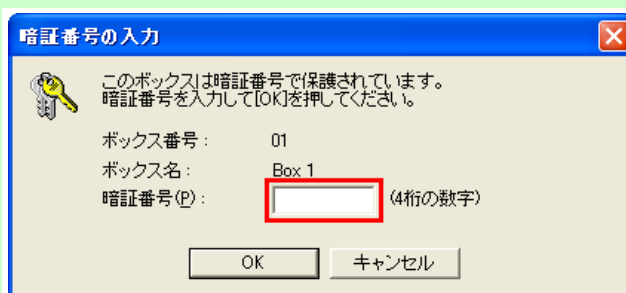 暗証番号の入力
このボックスは暗証番号で保護されています。
暗証番号を入力して[OK]を押してください。
ボックス番号： 01
ボックス名： Box 1
暗証番号(P)： (4桁の数字)
OK キャンセル